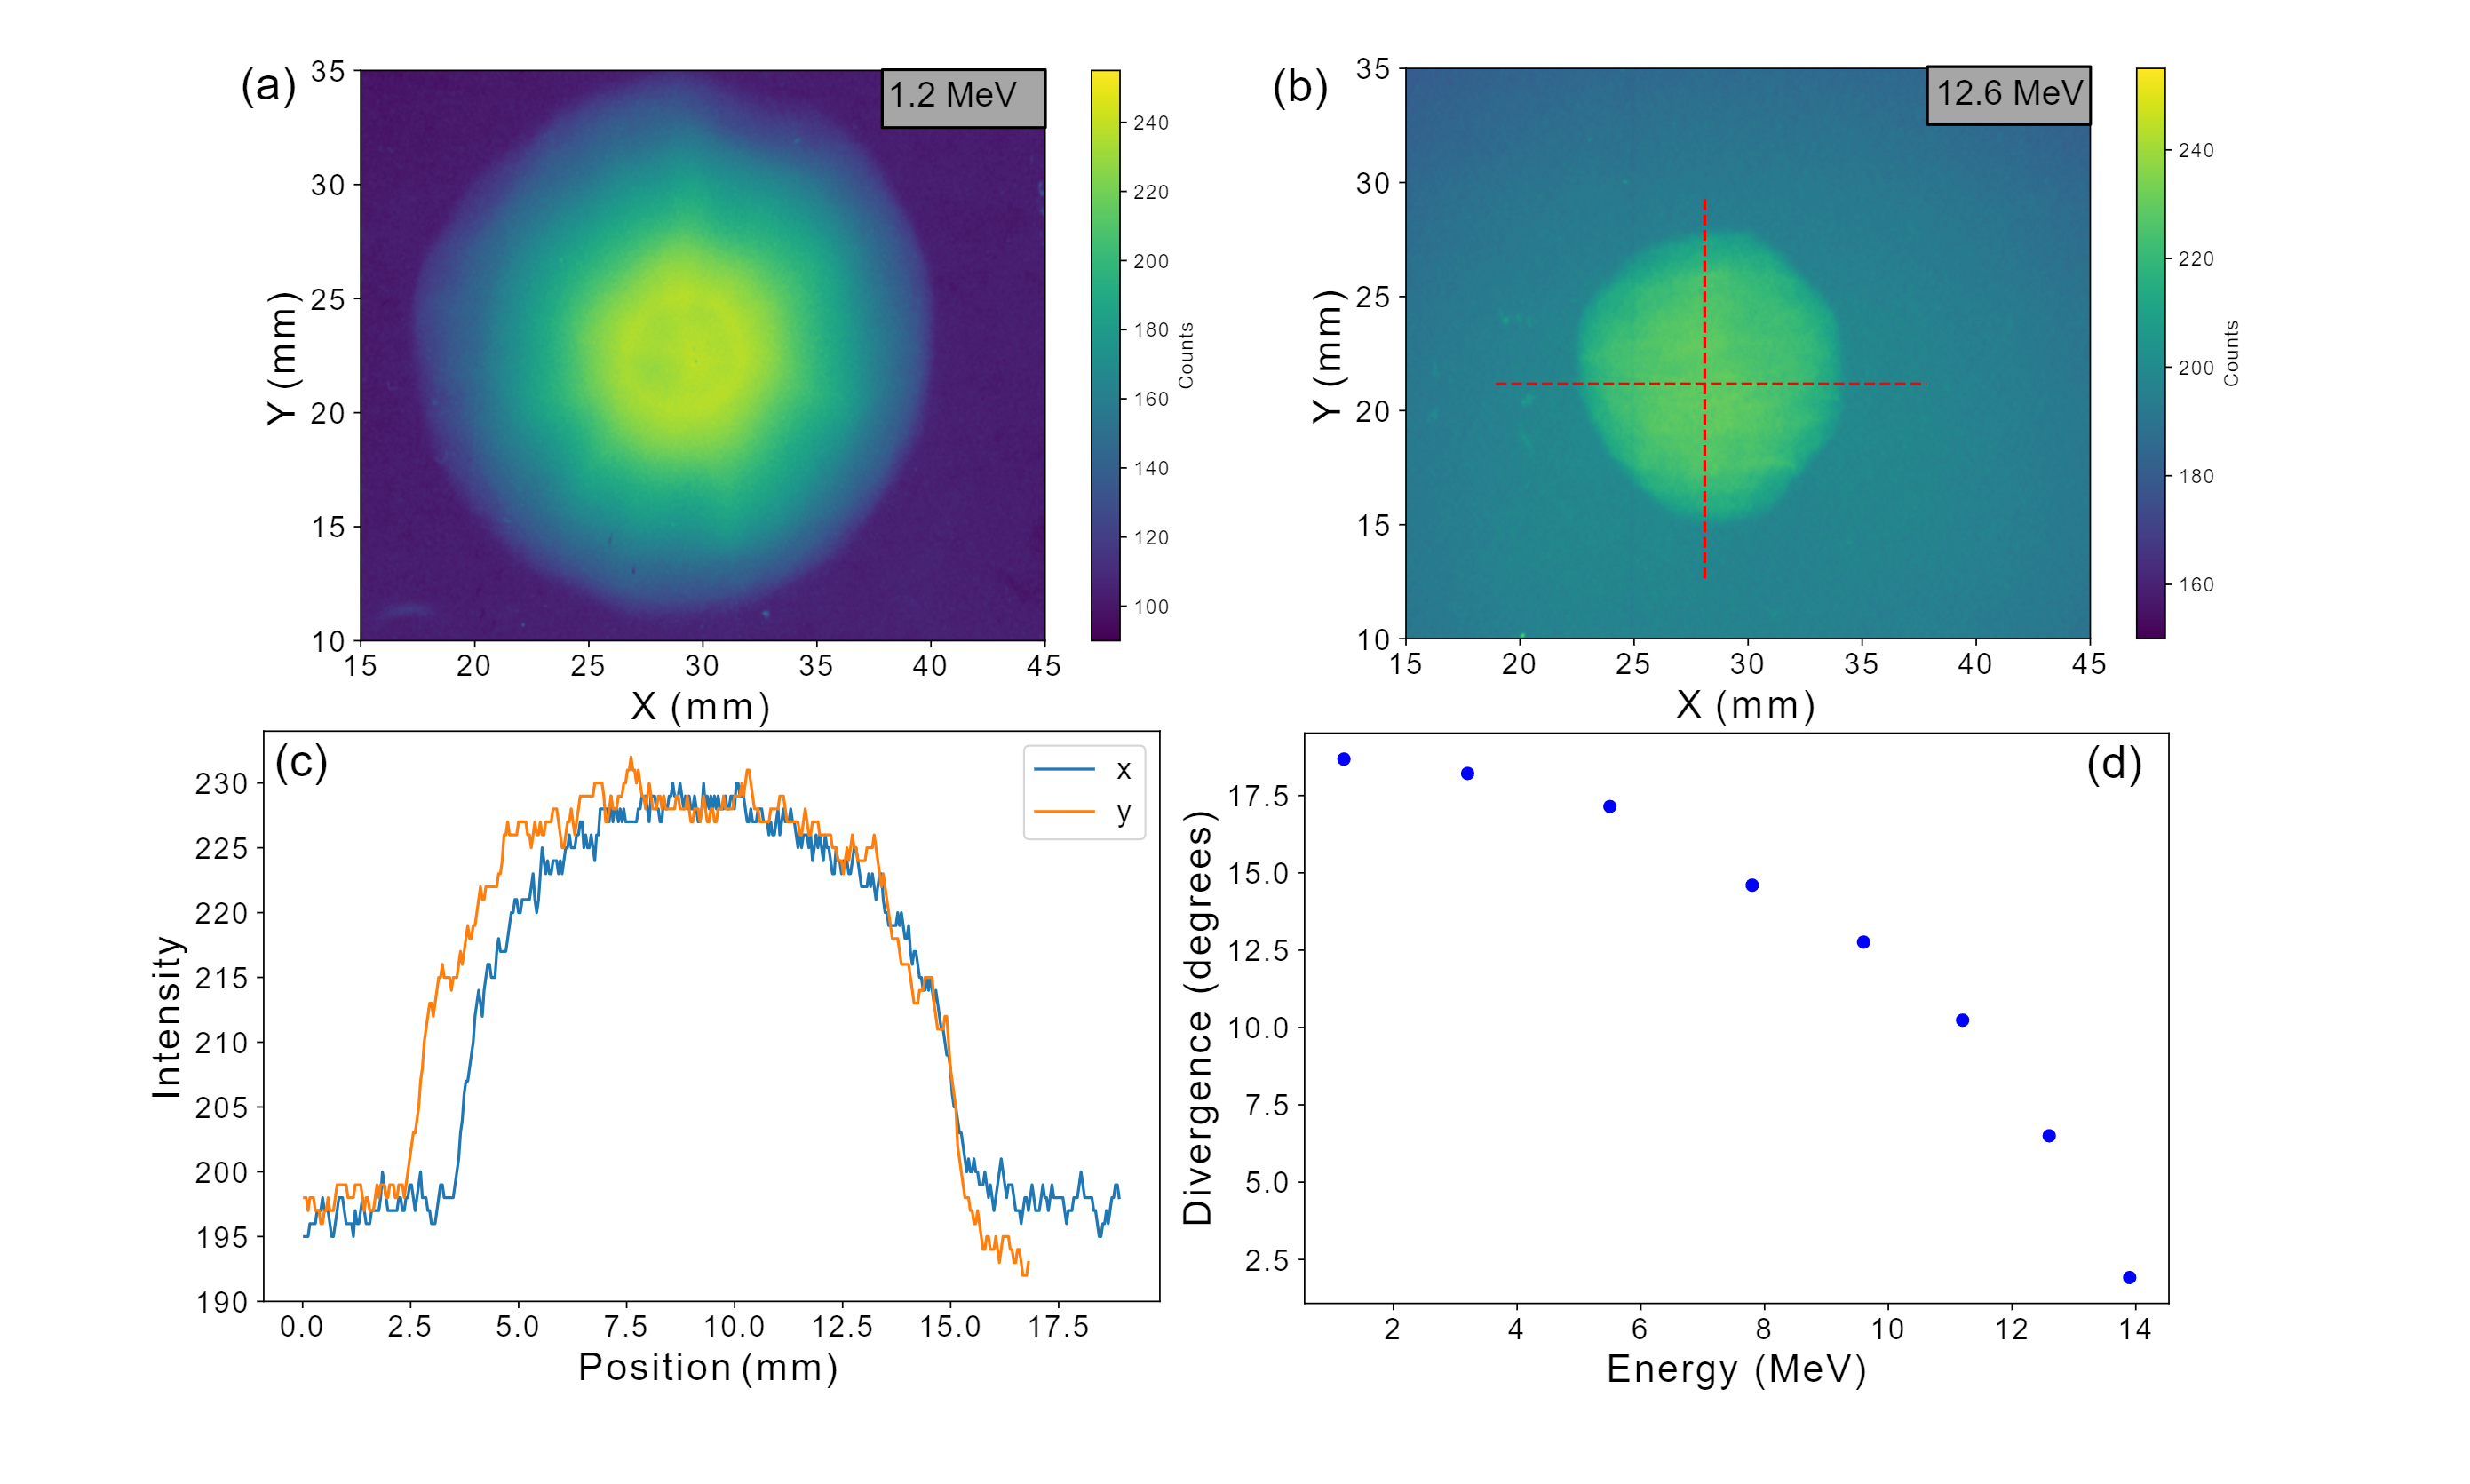 (a)
1.2 MeV
35
30
25
20
15
10
Y (mm)
15 20 25 30 35 40 45
X (mm)
240
220
200
180
160
140
120
100
Counts
(b)
12.6 MeV
35
30
25
20
15
10
Y (mm)
15 20 25 30 35 40 45
X (mm)
240
220
200
180
160
Counts
(c)
x
y
230
225
220
215
210
205
200
195
190
Intensity
0.0 2.5 5.0 7.5 10.0 12.5 15.0 17.5
Position (mm)
(d)
17.5
15.0
12.5
10.0
7.5
5.0
2.5
Divergence (degrees)
2 4 6 8 10 12 14
Energy (MeV)